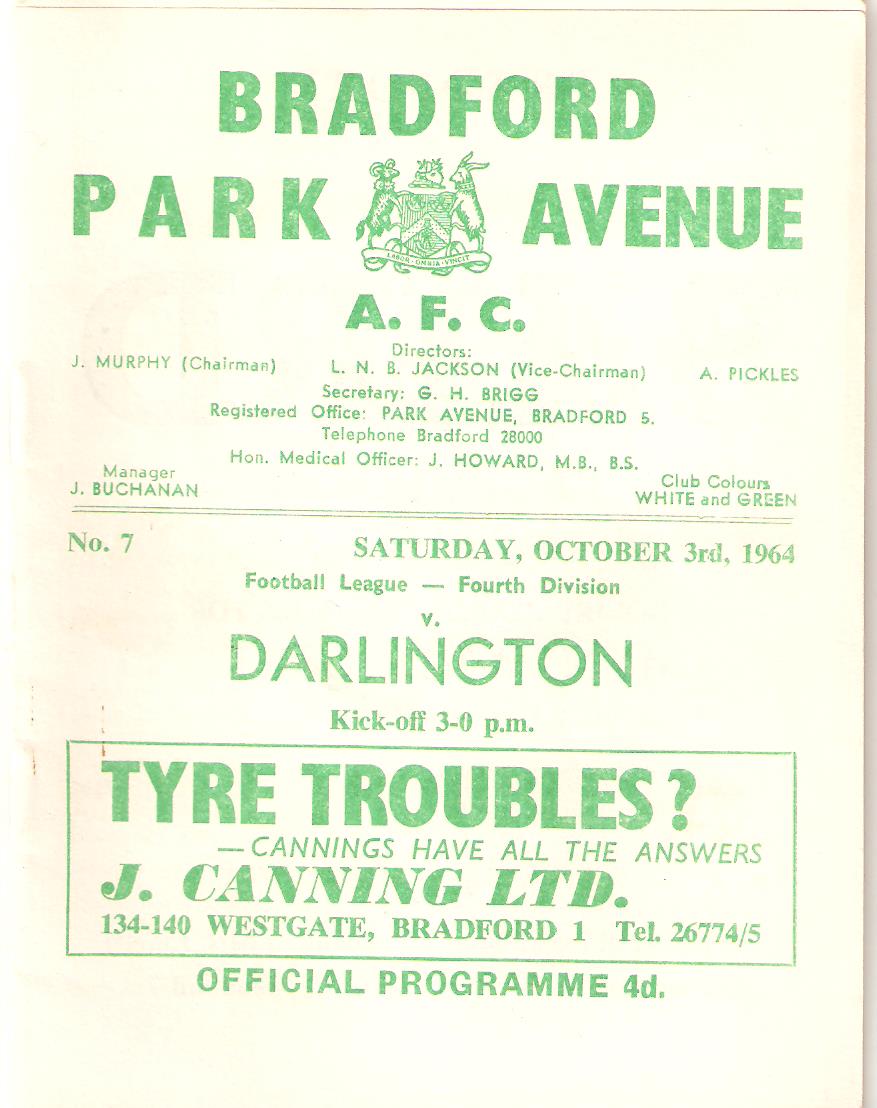 BRADFORD
PARK AVENUE
LABOR · OMNIA · VINCIT
A. F. C.
Directors:
J. MURPHY (Chairman) L. N. B. JACKSON (Vice-Chairman) A. PICKLES
Secretary: G. H. BRIGG
Registered Office: PARK AVENUE, BRADFORD 5.
Telephone Bradford 28000
Hon. Medical Officer: J. HOWARD, M.B., B.S.
Manager
J. BUCHANAN
Club Colours
WHITE and GREEN
No. 7 SATURDAY, OCTOBER 3rd, 1964
Football League — Fourth Division
v.
DARLINGTON
Kick-off 3-0 p.m.
TYRE TROUBLES?
— CANNINGS HAVE ALL THE ANSWERS
J. CANNING LTD.
134-140 WESTGATE, BRADFORD 1 Tel. 26774/5
OFFICIAL PROGRAMME 4d.